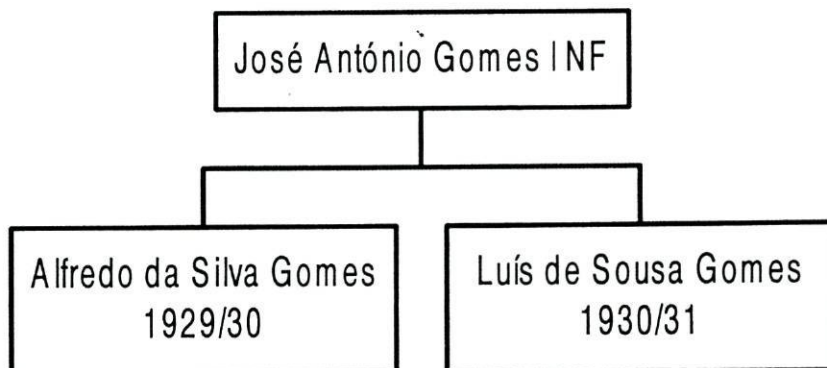 José António Gomes INF
Alfredo da Silva Gomes
1929/30
Luís de Sousa Gomes
1930/31